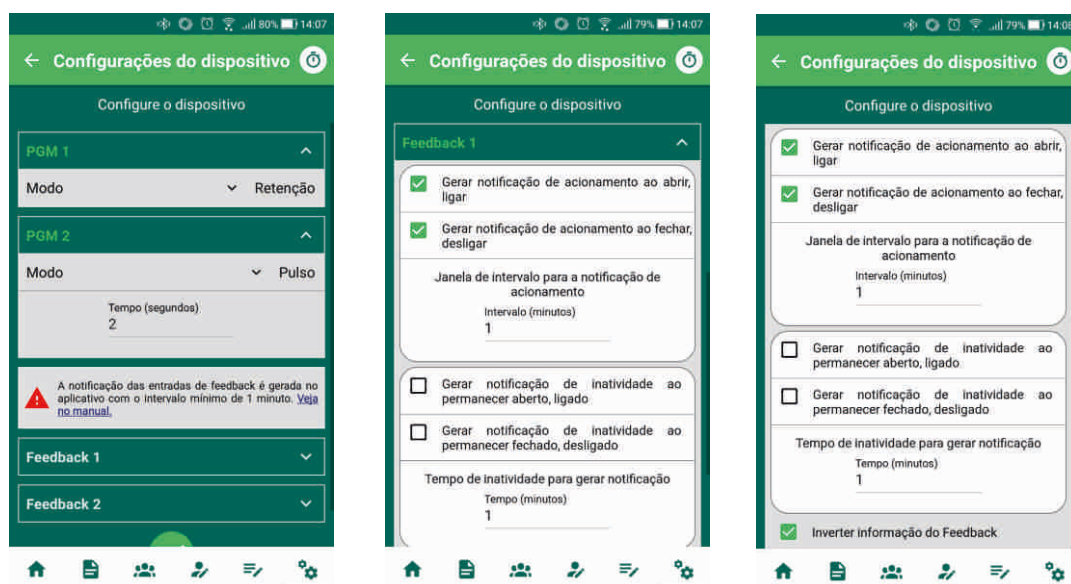 80% 14:07
Configurações do dispositivo
Configure o dispositivo
PGM 1
Modo Retenção
PGM 2
Modo Pulso
Tempo (segundos)
2
A notificação das entradas de feedback é gerada no
aplicativo com o intervalo mínimo de 1 minuto. Veja
no manual.
Feedback 1
Feedback 2
79% 14:07
Configurações do dispositivo
Configure o dispositivo
Feedback 1
Gerar notificação de acionamento ao abrir,
ligar
Gerar notificação de acionamento ao fechar,
desligar
Janela de intervalo para a notificação de
acionamento
Intervalo (minutos)
1
Gerar notificação de inatividade ao
permanecer aberto, ligado
Gerar notificação de inatividade ao
permanecer fechado, desligado
Tempo de inatividade para gerar notificação
Tempo (minutos)
1
79% 14:08
Configurações do dispositivo
Configure o dispositivo
Gerar notificação de acionamento ao abrir,
ligar
Gerar notificação de acionamento ao fechar,
desligar
Janela de intervalo para a notificação de
acionamento
Intervalo (minutos)
1
Gerar notificação de inatividade ao
permanecer aberto, ligado
Gerar notificação de inatividade ao
permanecer fechado, desligado
Tempo de inatividade para gerar notificação
Tempo (minutos)
1
Inverter informação do Feedback